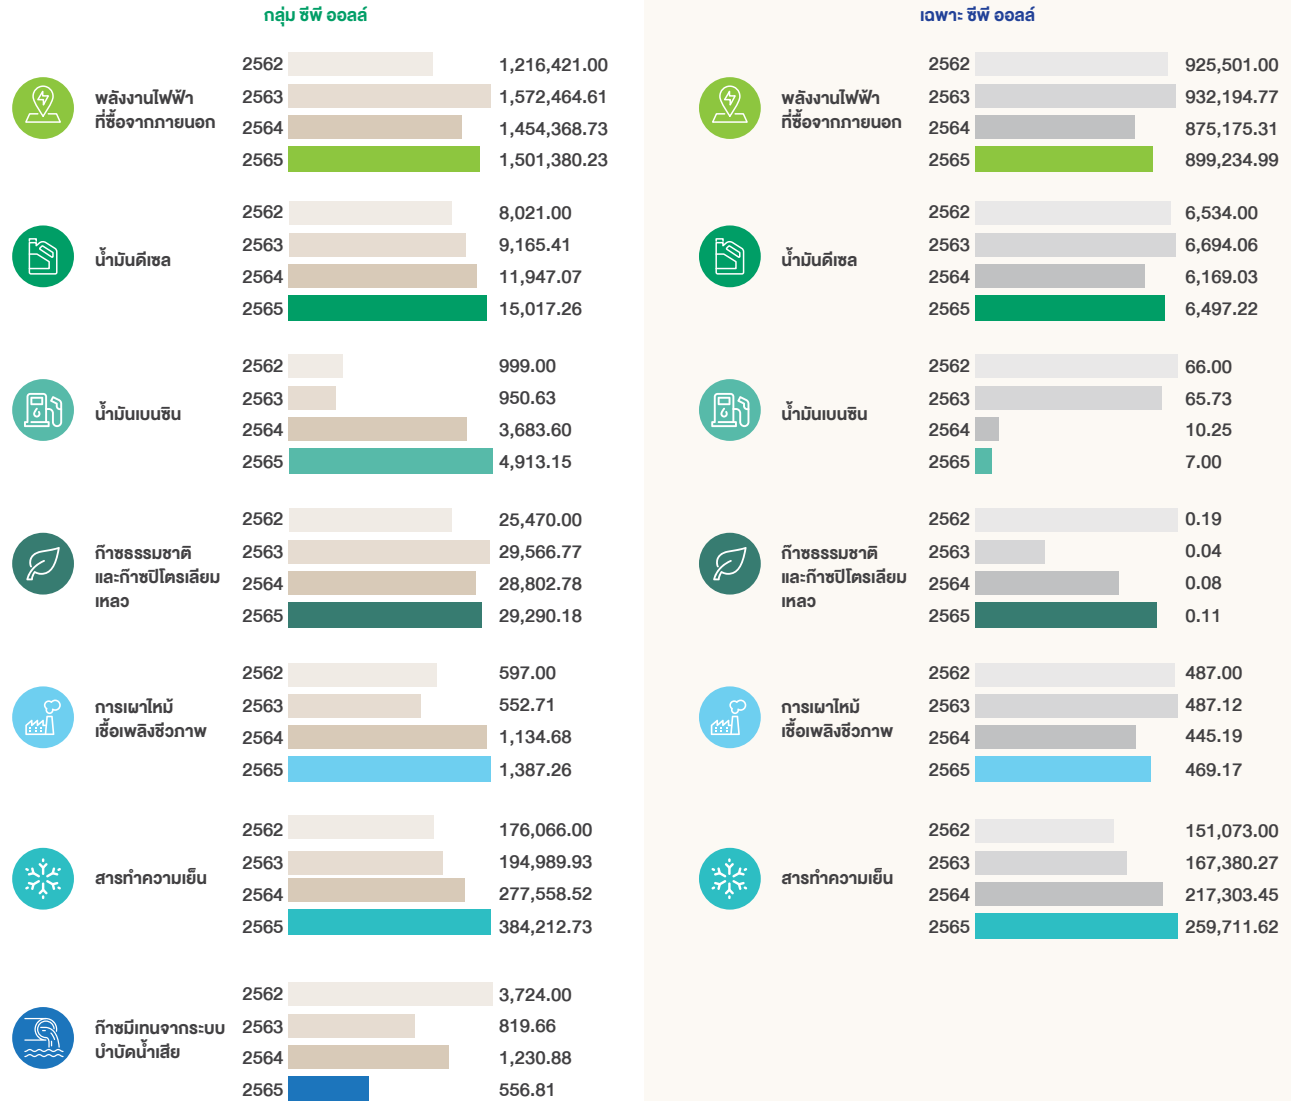 กลุ่ม ซีพี ออลล์
พลังงานไฟฟ้า
ที่ซื้อจากภายนอก
2562 1,216,421.00
2563 1,572,464.61
2564 1,454,368.73
2565 1,501,380.23
น้ำมันดีเซล
2562 8,021.00
2563 9,165.41
2564 11,947.07
2565 15,017.26
น้ำมันเบนซิน
2562 999.00
2563 950.63
2564 3,683.60
2565 4,913.15
ก๊าซธรรมชาติ
และก๊าซปิโตรเลียม
เหลว
2562 25,470.00
2563 29,566.77
2564 28,802.78
2565 29,290.18
การเผาไหม้
เชื้อเพลิงชีวภาพ
2562 597.00
2563 552.71
2564 1,134.68
2565 1,387.26
สารทำความเย็น
2562 176,066.00
2563 194,989.93
2564 277,558.52
2565 384,212.73
ก๊าซมีเทนจากระบบ
บำบัดน้ำเสีย
2562 3,724.00
2563 819.66
2564 1,230.88
2565 556.81
เฉพาะ ซีพี ออลล์
พลังงานไฟฟ้า
ที่ซื้อจากภายนอก
2562 925,501.00
2563 932,194.77
2564 875,175.31
2565 899,234.99
น้ำมันดีเซล
2562 6,534.00
2563 6,694.06
2564 6,169.03
2565 6,497.22
น้ำมันเบนซิน
2562 66.00
2563 65.73
2564 10.25
2565 7.00
ก๊าซธรรมชาติ
และก๊าซปิโตรเลียม
เหลว
2562 0.19
2563 0.04
2564 0.08
2565 0.11
การเผาไหม้
เชื้อเพลิงชีวภาพ
2562 487.00
2563 487.12
2564 445.19
2565 469.17
สารทำความเย็น
2562 151,073.00
2563 167,380.27
2564 217,303.45
2565 259,711.62